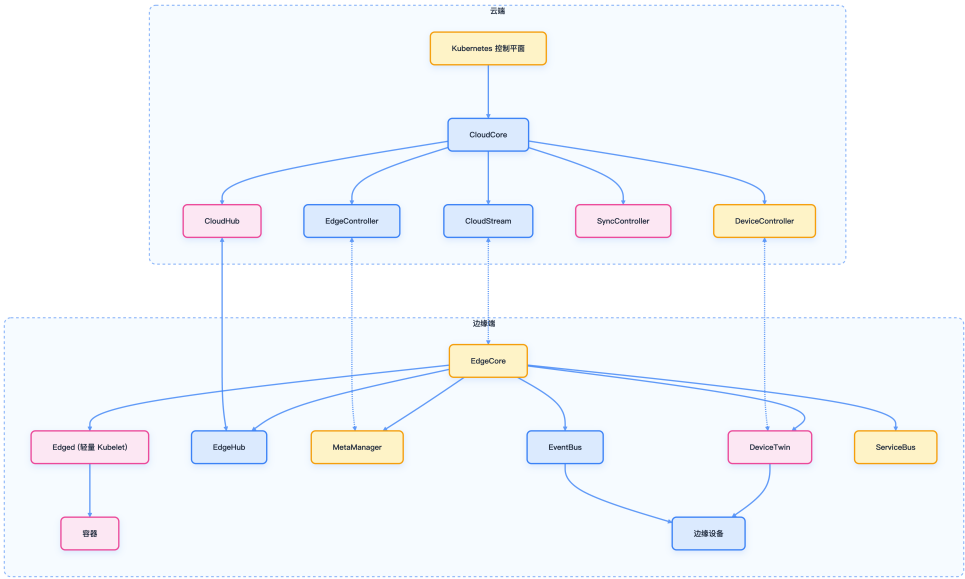 云端
Kubernetes 控制平面
CloudCore
CloudHub
EdgeController
CloudStream
SyncController
DeviceController
边缘端
EdgeCore
Edged (轻量 Kubelet)
EdgeHub
MetaManager
EventBus
DeviceTwin
ServiceBus
容器
边缘设备